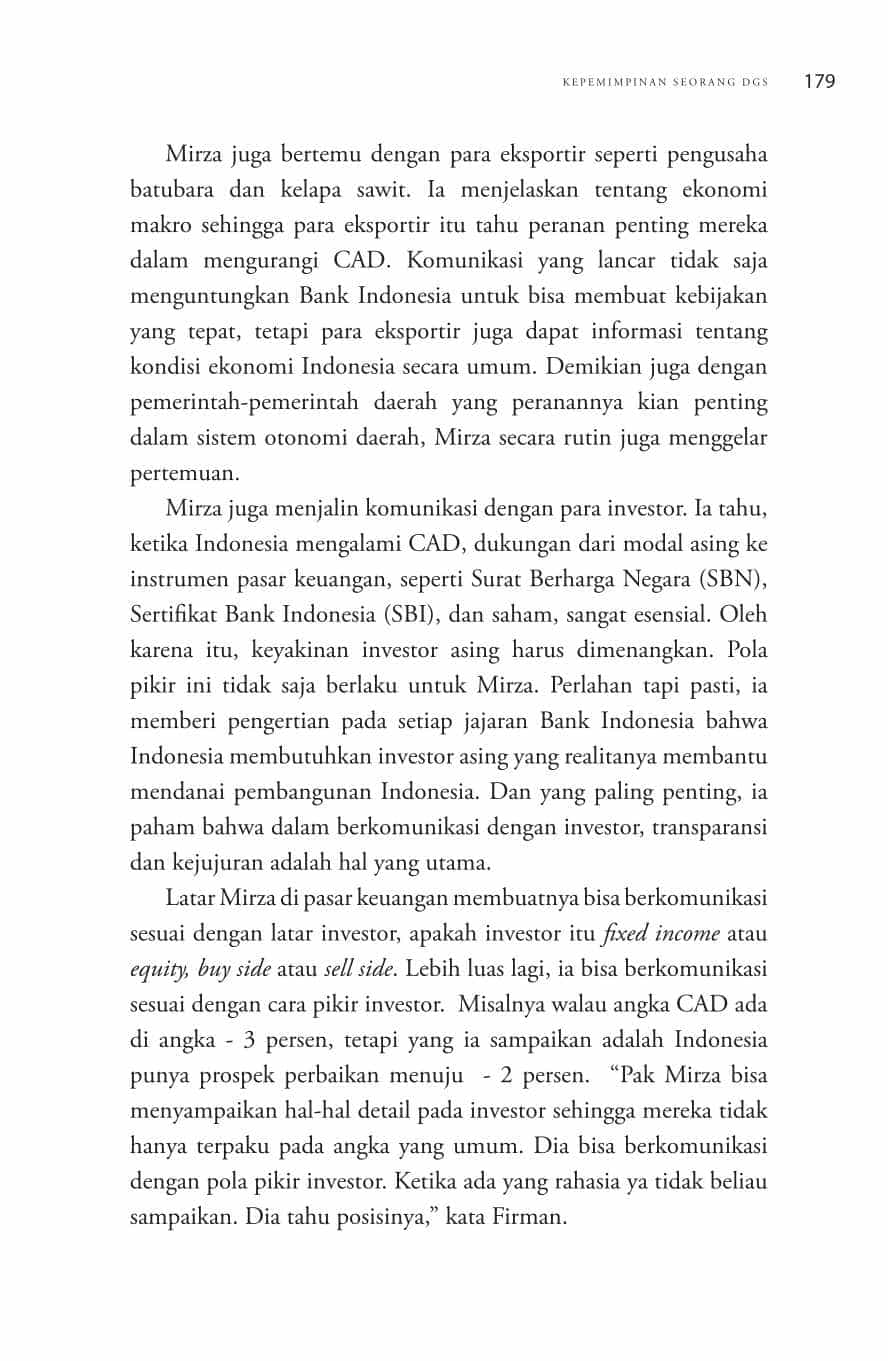 KEPEMIMPINAN SEORANG DGS 179
Mirza juga bertemu dengan para eksportir seperti pengusaha
batubara dan kelapa sawit. Ia menjelaskan tentang ekonomi
makro sehingga para eksportir itu tahu peranan penting mereka
dalam mengurangi CAD. Komunikasi yang lancar tidak saja
menguntungkan Bank Indonesia untuk bisa membuat kebijakan
yang tepat, tetapi para eksportir juga dapat informasi tentang
kondisi ekonomi Indonesia secara umum. Demikian juga dengan
pemerintah-pemerintah daerah yang peranannya kian penting
dalam sistem otonomi daerah, Mirza secara rutin juga menggelar
pertemuan.
Mirza juga menjalin komunikasi dengan para investor. Ia tahu,
ketika Indonesia mengalami CAD, dukungan dari modal asing ke
instrumen pasar keuangan, seperti Surat Berharga Negara (SBN),
Sertifikat Bank Indonesia (SBI), dan saham, sangat esensial. Oleh
karena itu, keyakinan investor asing harus dimenangkan. Pola
pikir ini tidak saja berlaku untuk Mirza. Perlahan tapi pasti, ia
memberi pengertian pada setiap jajaran Bank Indonesia bahwa
Indonesia membutuhkan investor asing yang realitanya membantu
mendanai pembangunan Indonesia. Dan yang paling penting, ia
paham bahwa dalam berkomunikasi dengan investor, transparansi
dan kejujuran adalah hal yang utama.
Latar Mirza di pasar keuangan membuatnya bisa berkomunikasi
sesuai dengan latar investor, apakah investor itu fixed income atau
equity, buy side atau sell side. Lebih luas lagi, ia bisa berkomunikasi
sesuai dengan cara pikir investor. Misalnya walau angka CAD ada
di angka - 3 persen, tetapi yang ia sampaikan adalah Indonesia
punya prospek perbaikan menuju - 2 persen. “Pak Mirza bisa
menyampaikan hal-hal detail pada investor sehingga mereka tidak
hanya terpaku pada angka yang umum. Dia bisa berkomunikasi
dengan pola pikir investor. Ketika ada yang rahasia ya tidak beliau
sampaikan. Dia tahu posisinya,” kata Firman.